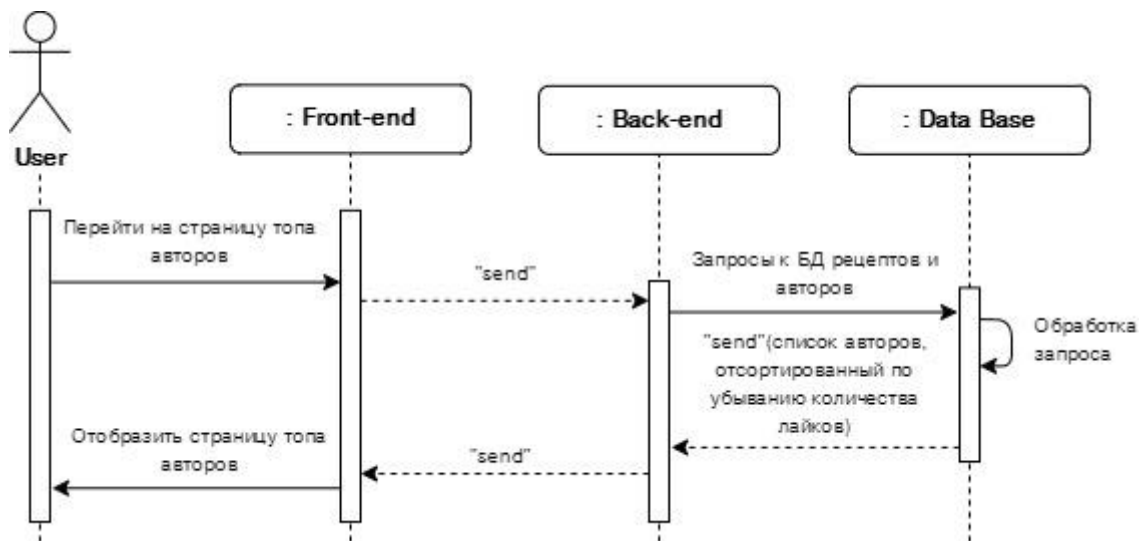 User
: Front-end
: Back-end
: Data Base
Перейти на страницу топа
авторов
"send"
Запросы к БД рецептов и
авторов
Обработка
запроса
"send"(список авторов,
отсортированный по
убыванию количества
лайков)
"send"
Отобразить страницу топа
авторов